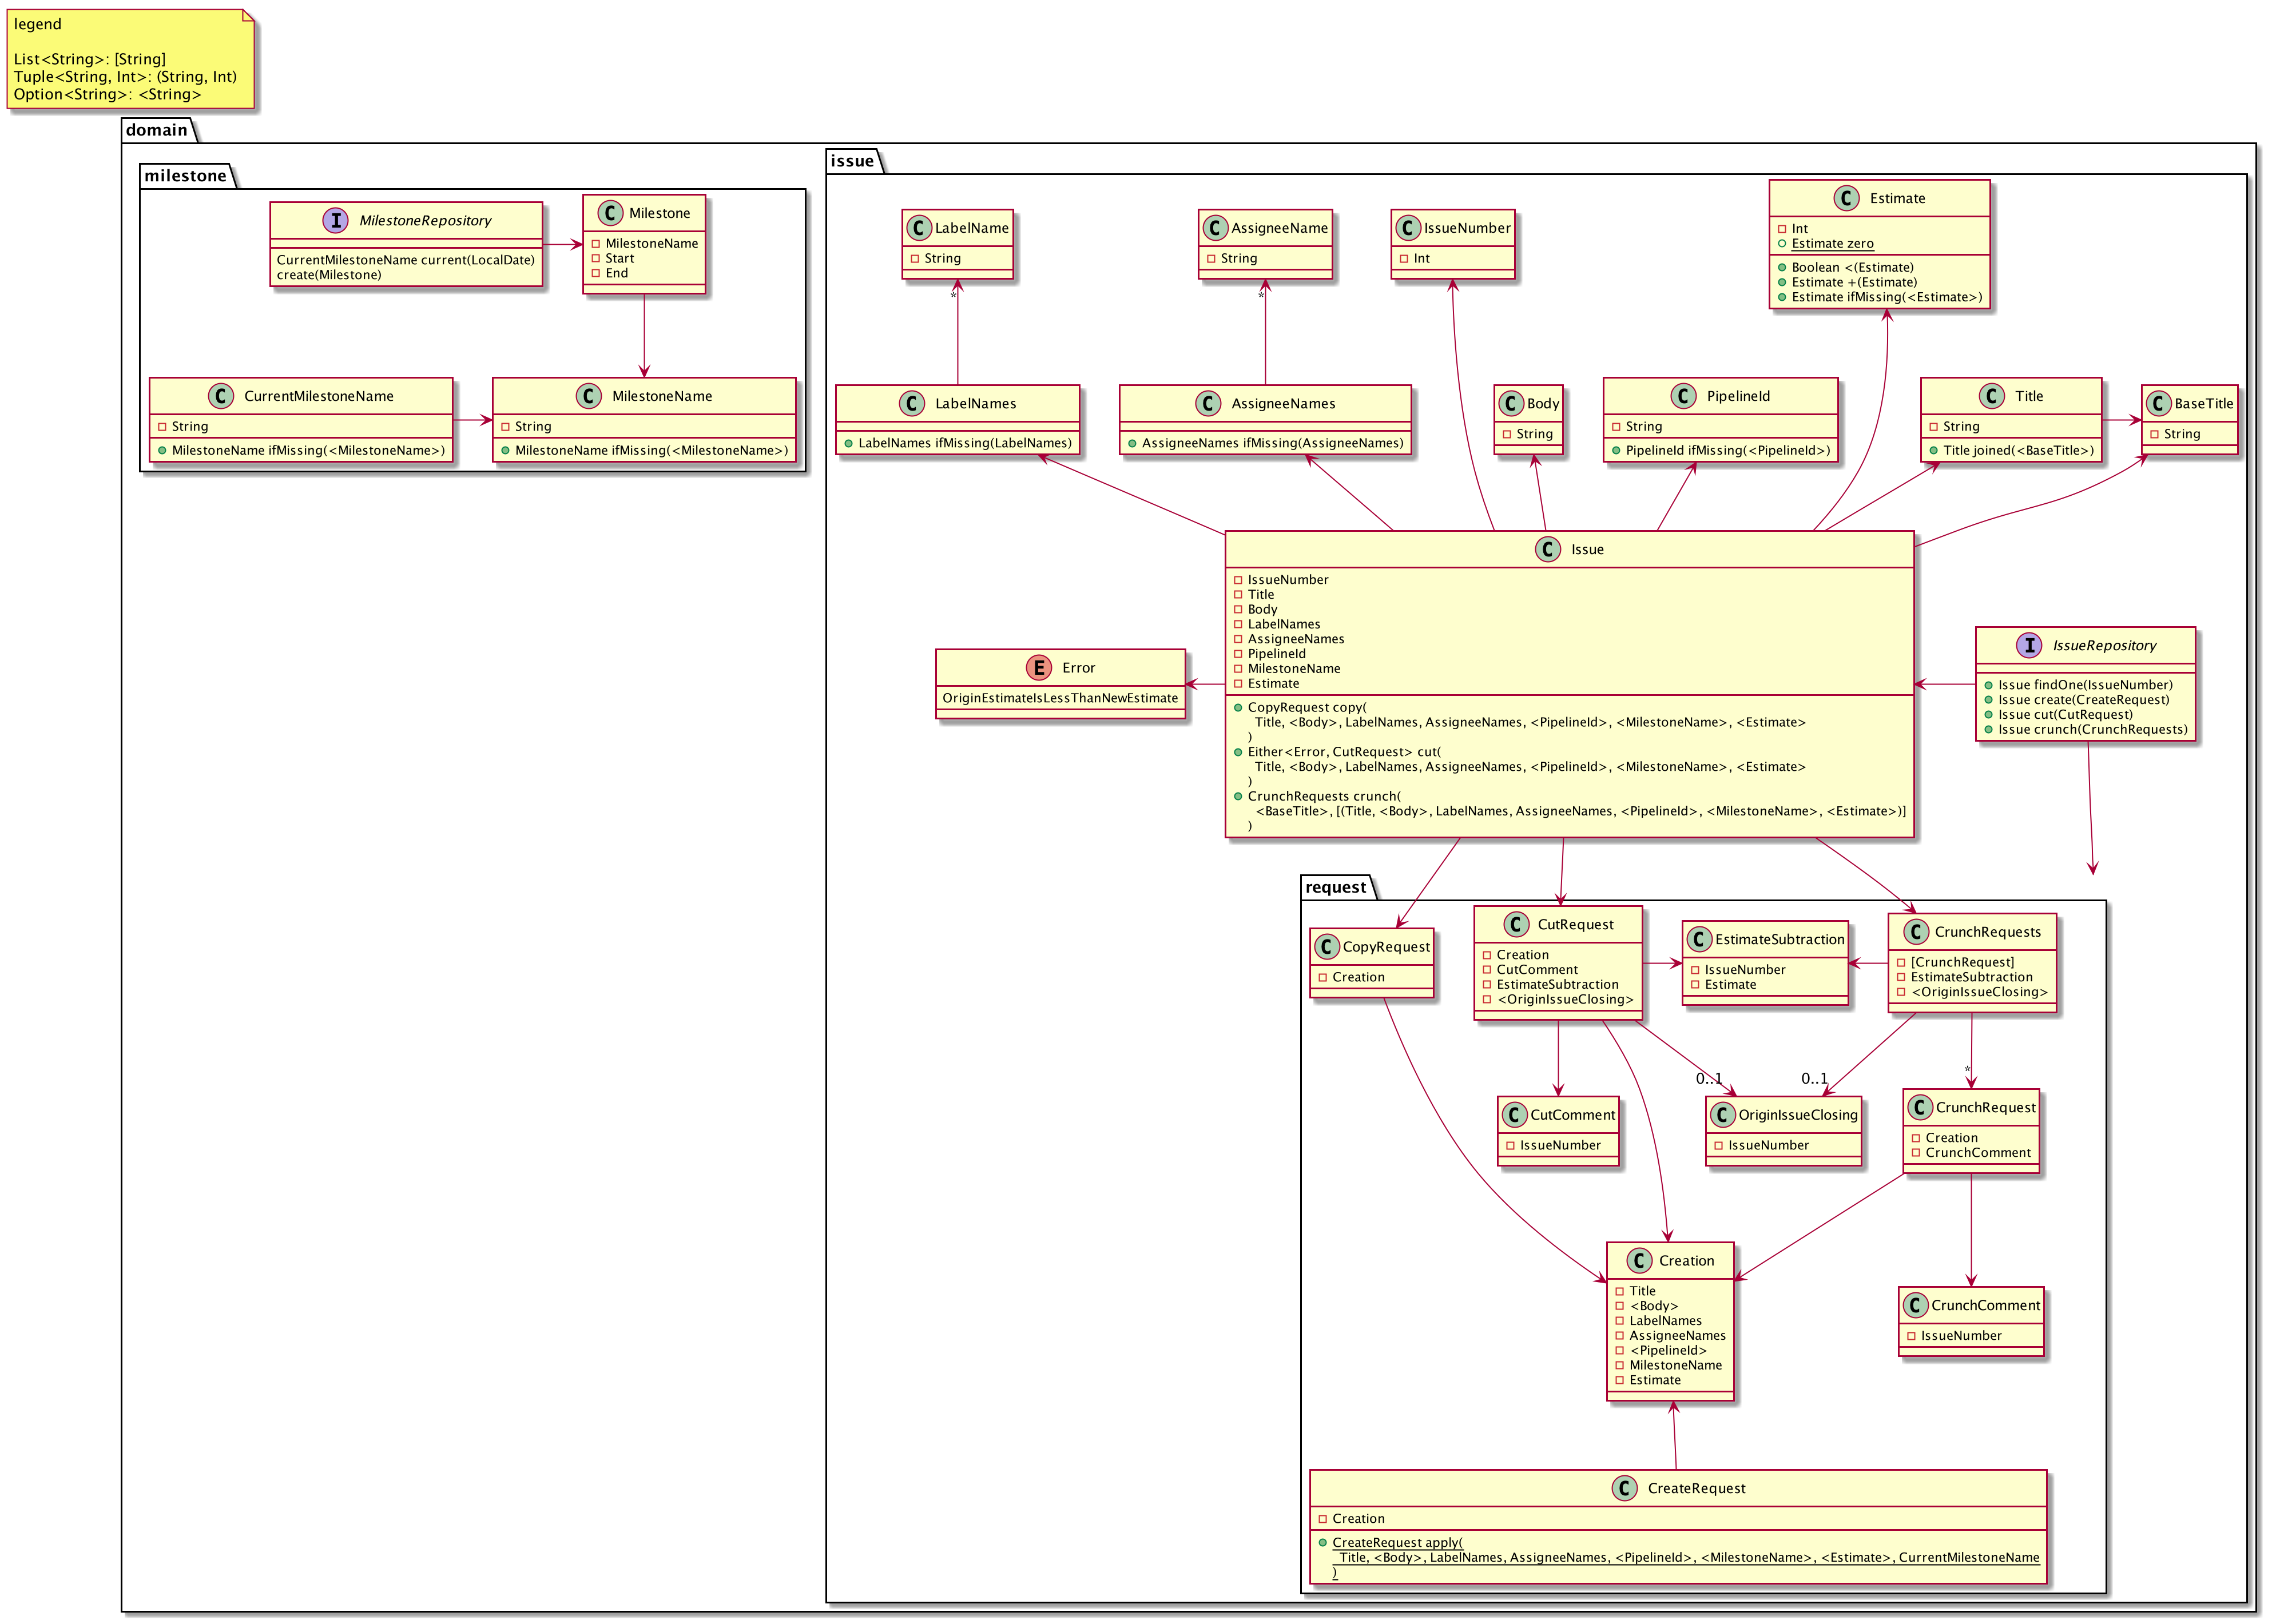 legend
List<String>: [String]
Tuple<String, Int>: (String, Int)
Option<String>: <String>
domain
milestone
I MilestoneRepository
CurrentMilestoneName current(LocalDate)
create(Milestone)
C Milestone
MilestoneName
Start
End
C CurrentMilestoneName
String
MilestoneName ifMissing(<MilestoneName>)
C MilestoneName
String
MilestoneName ifMissing(<MilestoneName>)
issue
C LabelName
String
*
C AssigneeName
String
*
C IssueNumber
Int
C Estimate
Int
Estimate zero
Boolean <(Estimate)
Estimate +(Estimate)
Estimate ifMissing(<Estimate>)
C LabelNames
LabelNames ifMissing(LabelNames)
C AssigneeNames
AssigneeNames ifMissing(AssigneeNames)
C Body
String
C PipelineId
String
PipelineId ifMissing(<PipelineId>)
C Title
String
Title joined(<BaseTitle>)
C BaseTitle
String
C Issue
IssueNumber
Title
Body
LabelNames
AssigneeNames
PipelineId
MilestoneName
Estimate
CopyRequest copy(
Title, <Body>, LabelNames, AssigneeNames, <PipelineId>, <MilestoneName>, <Estimate>
)
Either<Error, CutRequest> cut(
Title, <Body>, LabelNames, AssigneeNames, <PipelineId>, <MilestoneName>, <Estimate>
)
CrunchRequests crunch(
<BaseTitle>, [(Title, <Body>, LabelNames, AssigneeNames, <PipelineId>, <MilestoneName>, <Estimate>)]
)
E Error
OriginEstimateIsLessThanNewEstimate
I IssueRepository
Issue findOne(IssueNumber)
Issue create(CreateRequest)
Issue cut(CutRequest)
Issue crunch(CrunchRequests)
request
C CopyRequest
Creation
C CutRequest
Creation
CutComment
EstimateSubtraction
<OriginIssueClosing>
C EstimateSubtraction
IssueNumber
Estimate
C CrunchRequests
[CrunchRequest]
EstimateSubtraction
<OriginIssueClosing>
0..1
0..1
*
C CutComment
IssueNumber
C OriginIssueClosing
IssueNumber
C CrunchRequest
Creation
CrunchComment
C Creation
Title
<Body>
LabelNames
AssigneeNames
<PipelineId>
MilestoneName
Estimate
C CrunchComment
IssueNumber
C CreateRequest
Creation
CreateRequest apply(
Title, <Body>, LabelNames, AssigneeNames, <PipelineId>, <MilestoneName>, <Estimate>, CurrentMilestoneName
)